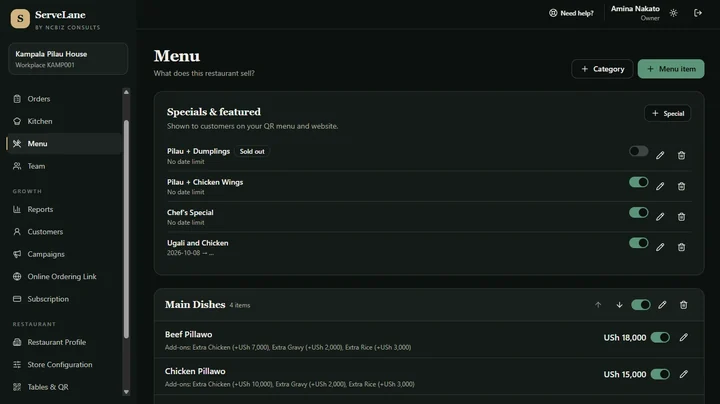 S
ServeLane
BY NCBIZ CONSULTS
Kampala Pilau House
Workplace KAMP001
Orders
Kitchen
Menu
Team
GROWTH
Reports
Customers
Campaigns
Online Ordering Link
Subscription
RESTAURANT
Restaurant Profile
Store Configuration
Tables & QR
Need help?
Amina Nakato
Owner
Menu
What does this restaurant sell?
+ Category
+ Menu item
Specials & featured
Shown to customers on your QR menu and website.
+ Special
Pilau + Dumplings Sold out
No date limit
Pilau + Chicken Wings
No date limit
Chef's Special
No date limit
Ugali and Chicken
2026-10-08 → ...
Main Dishes 4 items
Beef Pillawo
Add-ons: Extra Chicken (+USh 7,000), Extra Gravy (+USh 2,000), Extra Rice (+USh 3,000)
USh 18,000
Chicken Pillawo
Add-ons: Extra Chicken (+USh 10,000), Extra Gravy (+USh 2,000), Extra Rice (+USh 3,000)
USh 15,000